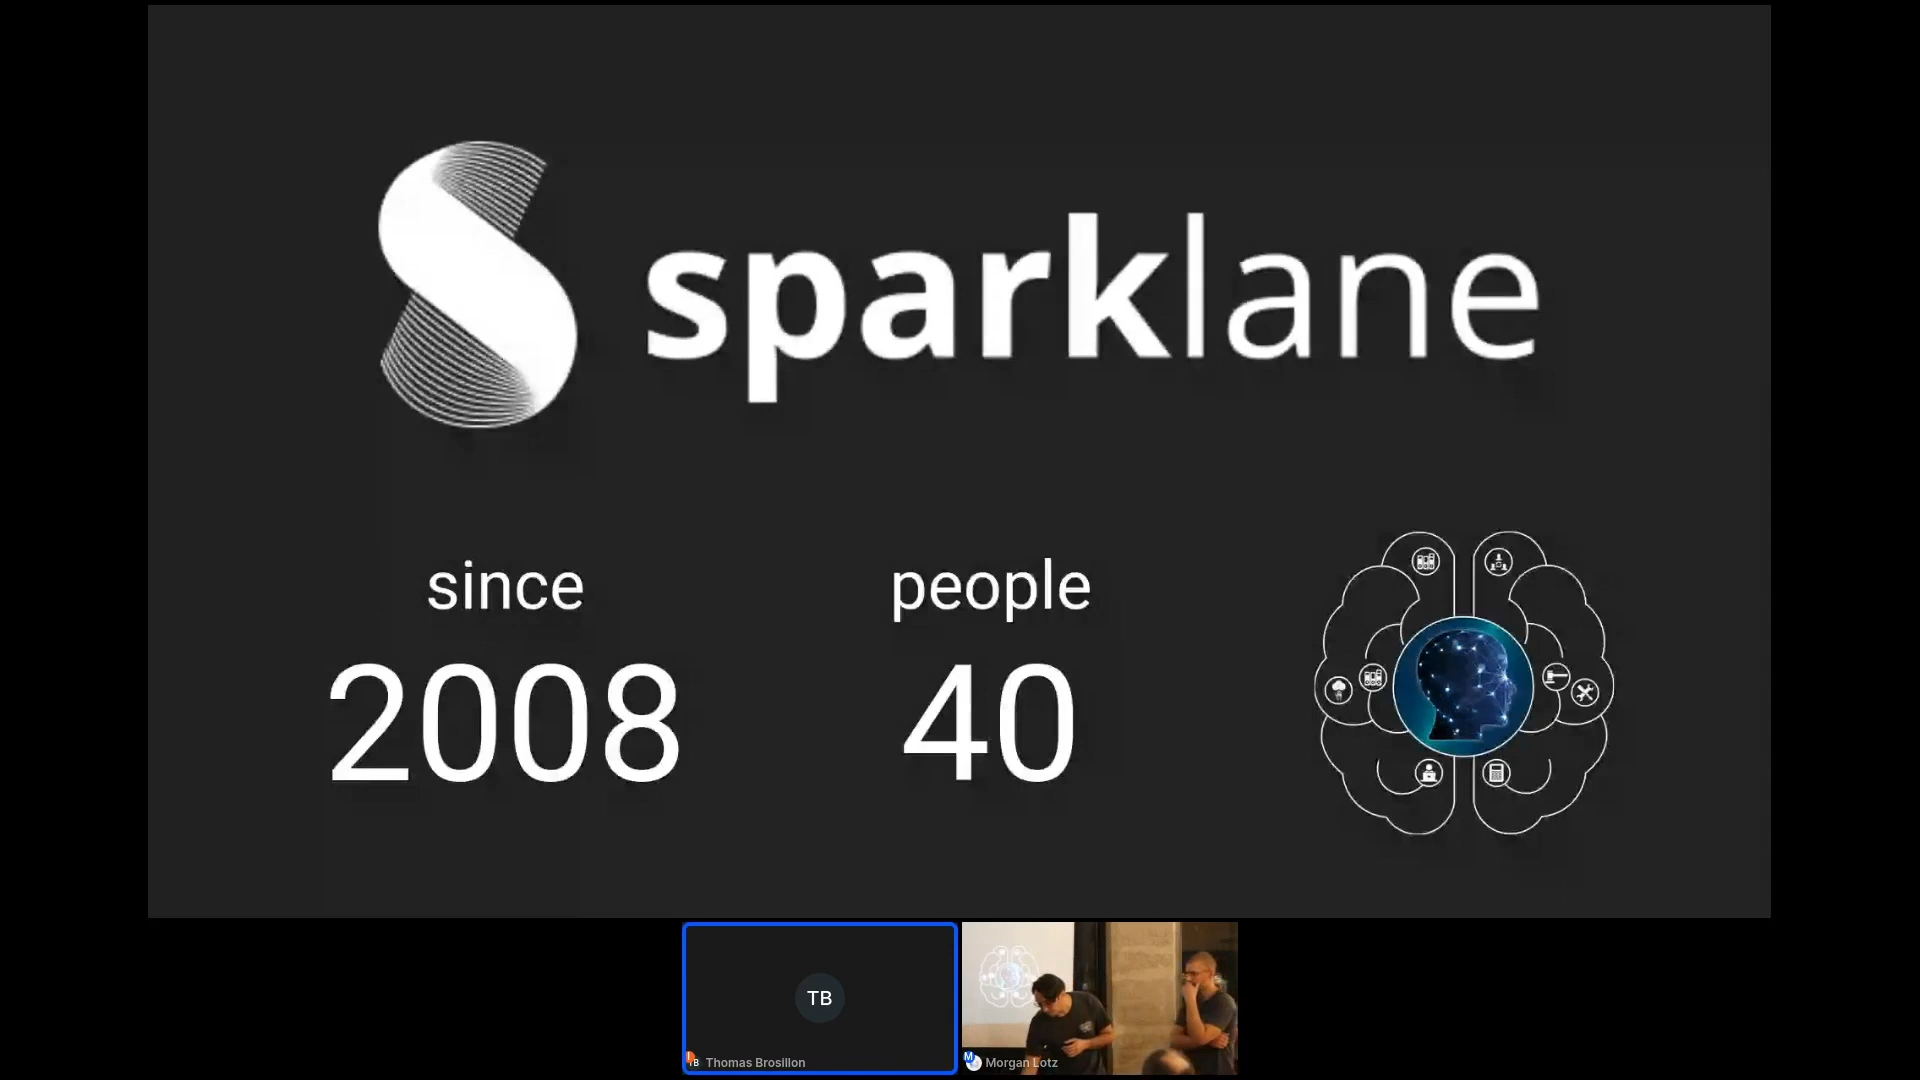 sparklane
since
people
2008
40
TB
Thomas Brosillon
Morgan Lotz